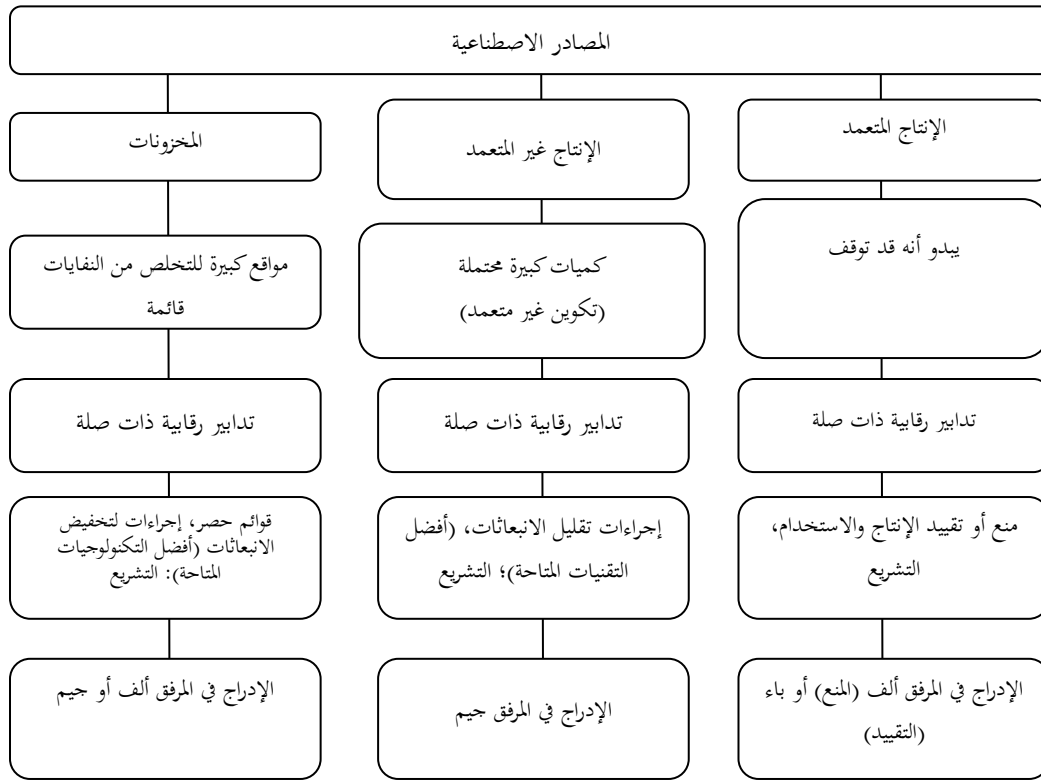 المصادر الاصطناعية
الإنتاج المتعمد
الإنتاج غير المتعمد
المخزونات
يبدو أنه قد توقف
كميات كبيرة محتملة
(تكوين غير متعمد)
مواقع كبيرة للتخلص من النفايات
قائمة
تدابير رقابية ذات صلة
تدابير رقابية ذات صلة
تدابير رقابية ذات صلة
منع أو تقييد الإنتاج والاستخدام،
التشريع
إجراءات تقليل الانبعاثات، (أفضل
التقنيات المتاحة)؛ التشريع
قوائم حصر، إجراءات لتخفيض
الانبعاثات (أفضل التكنولوجيات
المتاحة): التشريع
الإدراج في المرفق ألف (المنع) أو باء
(التقييد)
الإدراج في المرفق جيم
الإدراج في المرفق ألف أو جيم